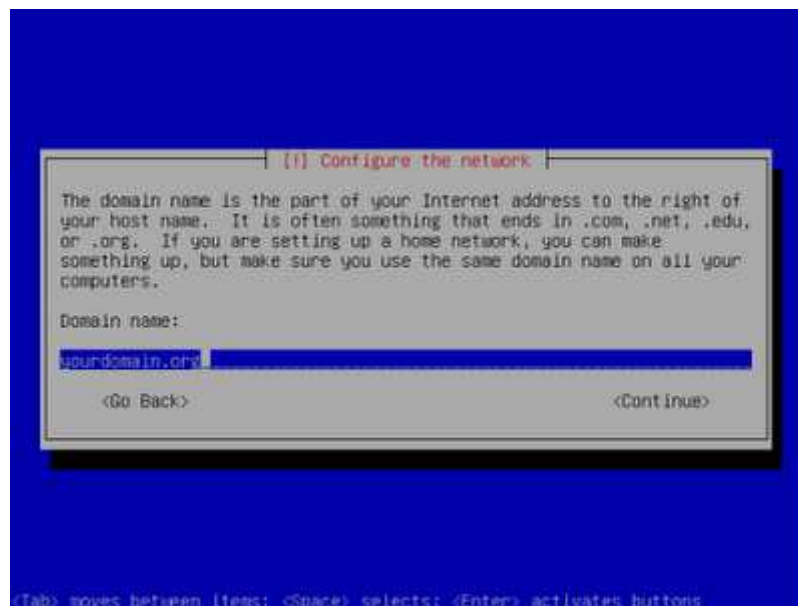 [!] Configure the network
The domain name is the part of your Internet address to the right of
your host name.  It is often something that ends in .com, .net, .edu,
or .org.  If you are setting up a home network, you can make
something up, but make sure you use the same domain name on all your
computers.
Domain name:
yourdomain.org
<Go Back>
<Continue>
<Tab> moves between items; <Space> selects; <Enter> activates buttons